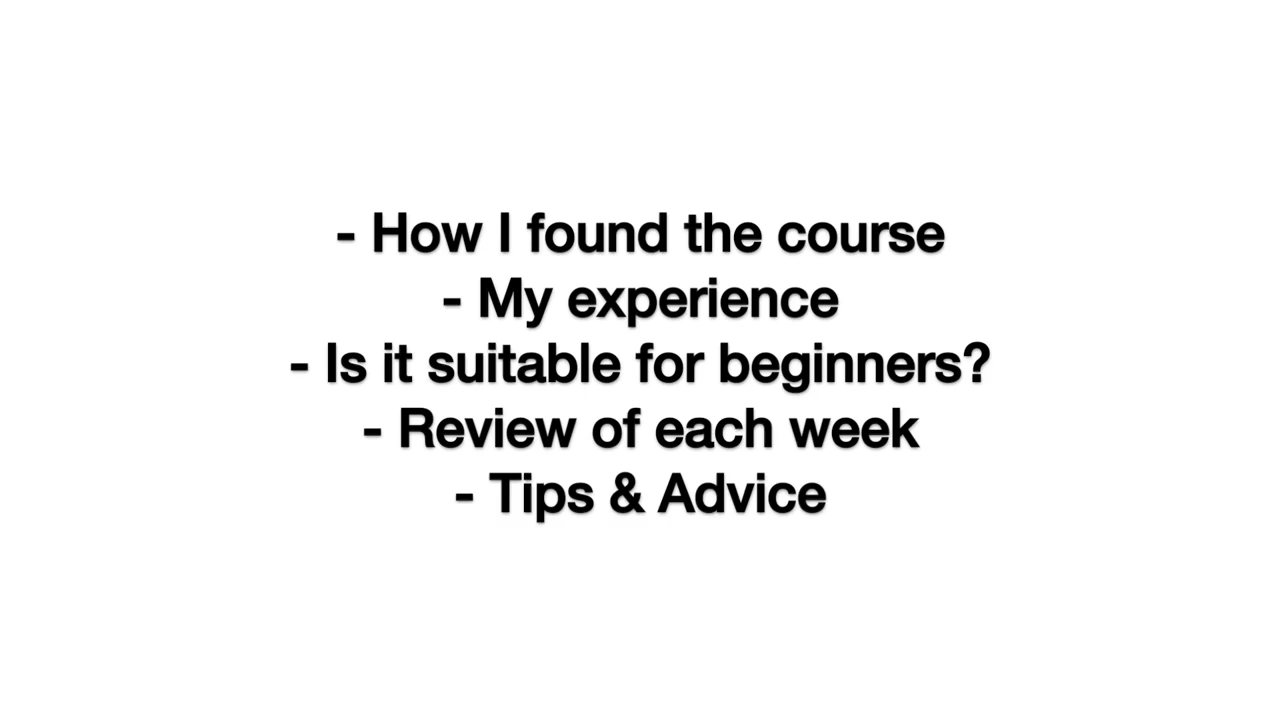 - How I found the course
- My experience
- Is it suitable for beginners?
- Review of each week
- Tips & Advice